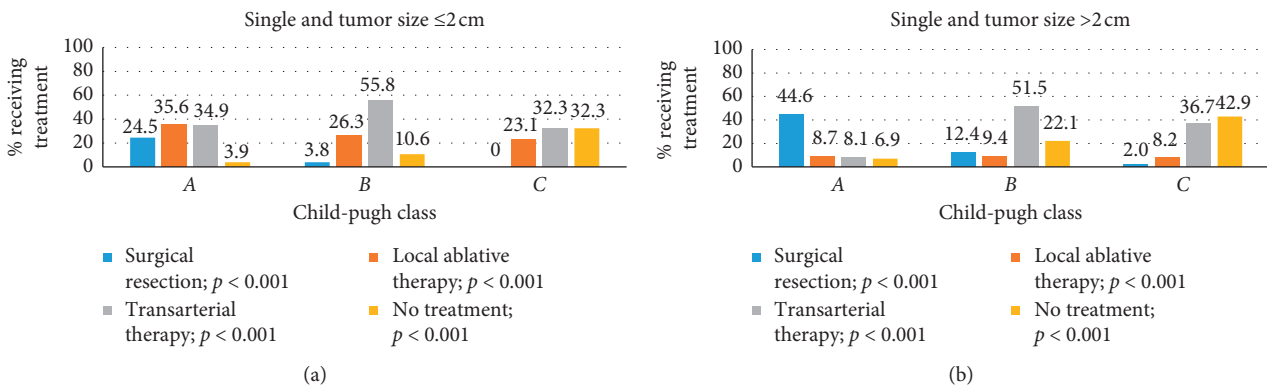 Single and tumor size ≤2 cm
% receiving
treatment
100
80
60
40
20
0
24.5
35.6
34.9
3.9
3.8
26.3
55.8
10.6
0
23.1
32.3
32.3
A
B
C
Child-pugh class
Surgical
resection; p < 0.001
Local ablative
therapy; p < 0.001
Transarterial
therapy; p < 0.001
No treatment;
p < 0.001
(a)
Single and tumor size >2 cm
% receiving
treatment
100
80
60
40
20
0
44.6
8.7
8.1
6.9
12.4
9.4
51.5
22.1
2.0
8.2
36.7
42.9
A
B
C
Child-pugh class
Surgical
resection; p < 0.001
Local ablative
therapy; p < 0.001
Transarterial
therapy; p < 0.001
No treatment;
p < 0.001
(b)